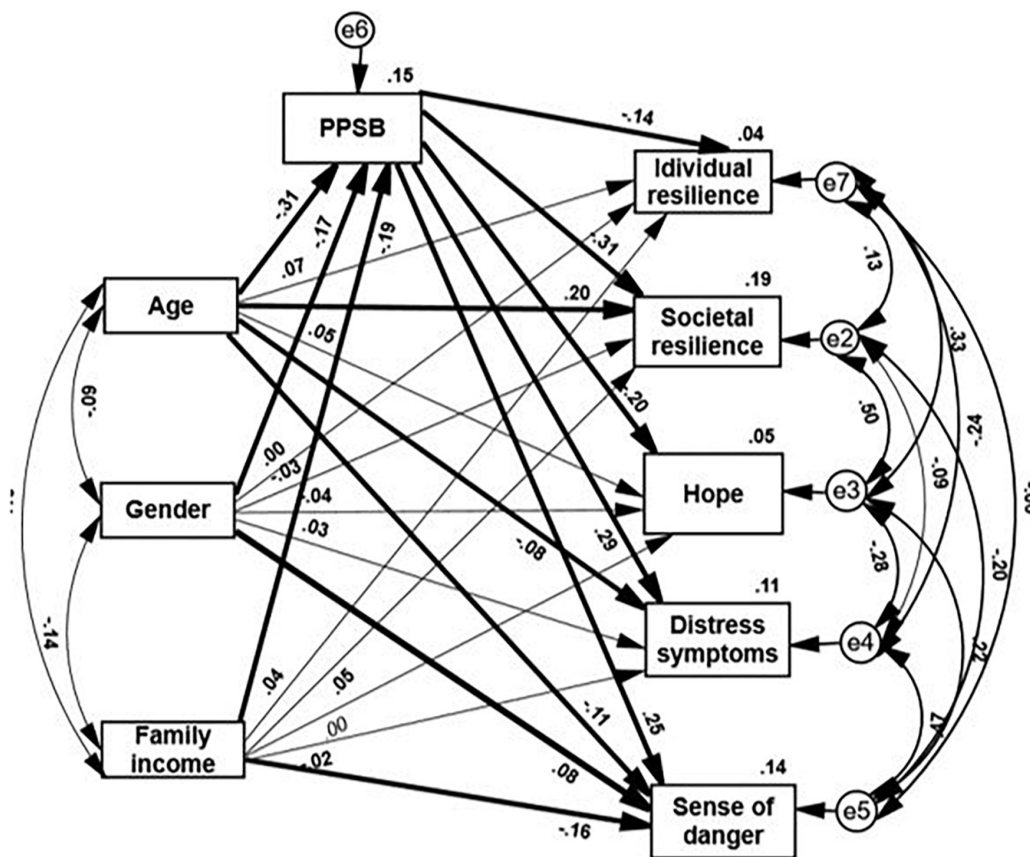 e6
.15
PPSB
-.14
.04
Idividual
resilience
e7
-.31
-.17
-.19
.07
-.31
.13
Age
.20
.19
Societal
resilience
e2
.05
.33
-.09
-.20
.50
-.24
.00
-.03
.05
Hope
e3
-.09
Gender
-.04
.03
-.08
.29
-.28
-.20
.11
Distress
symptoms
e4
-.14
.04
.05
.00
-.11
.25
Family
income
-.02
.08
.14
Sense of
danger
e5
-.16